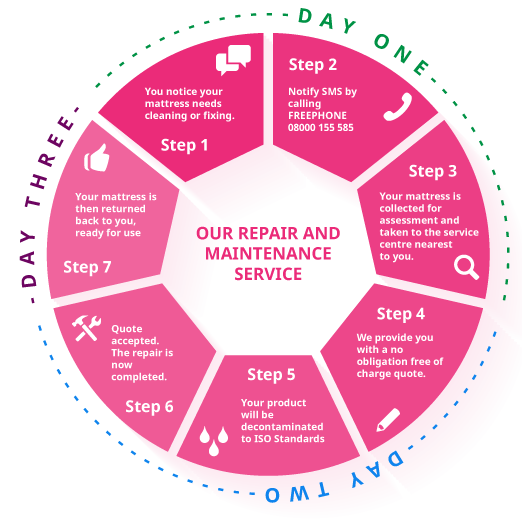 DAY ONE
DAY TWO
DAY THREE
OUR REPAIR AND
MAINTENANCE
SERVICE
You notice your
mattress needs
cleaning or fixing.
Step 1
Step 2
Notify SMS by
calling
FREEPHONE
08000 155 585
Step 3
Your mattress is
collected for
assessment and
taken to the service
centre nearest
to you.
Step 4
We provide you
with a no
obligation free of
charge quote.
Step 5
Your product
will be
decontaminated
to ISO Standards
Quote
accepted.
The repair is
now
completed.
Step 6
Your mattress is
then returned
back to you,
ready for use
Step 7